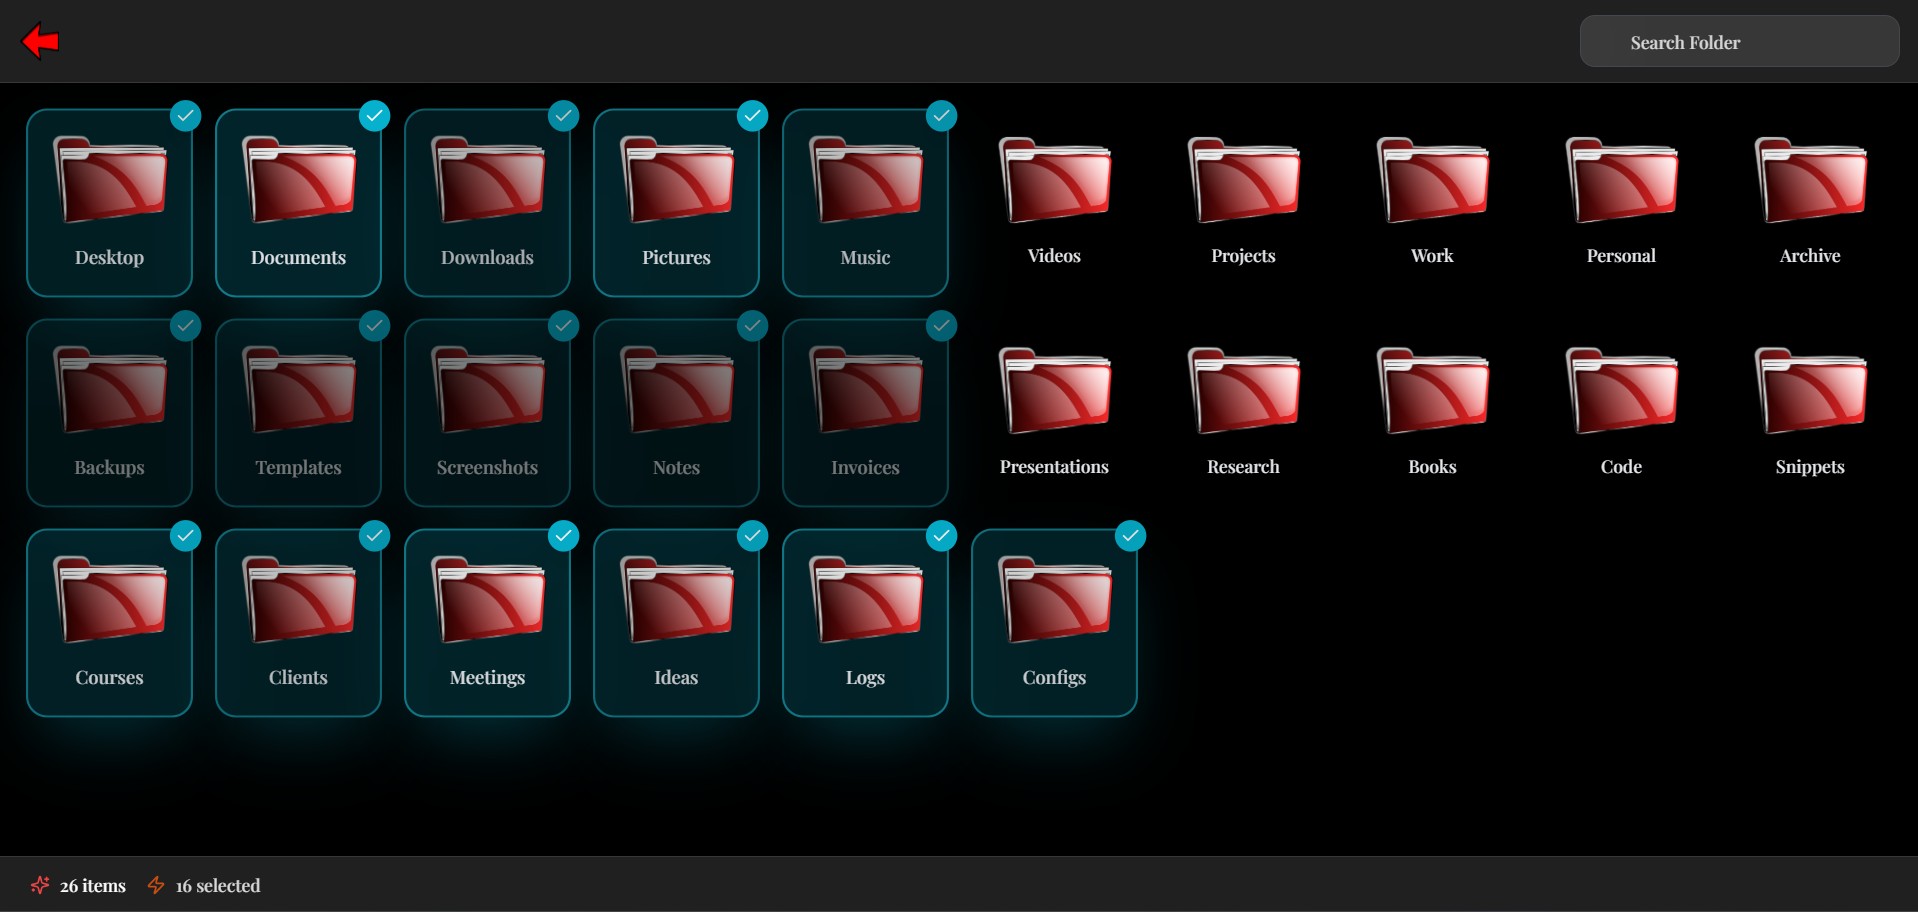 Search Folder
Desktop
Documents
Downloads
Pictures
Music
Videos
Projects
Work
Personal
Archive
Backups
Templates
Screenshots
Notes
Invoices
Presentations
Research
Books
Code
Snippets
Courses
Clients
Meetings
Ideas
Logs
Configs
26 items
16 selected